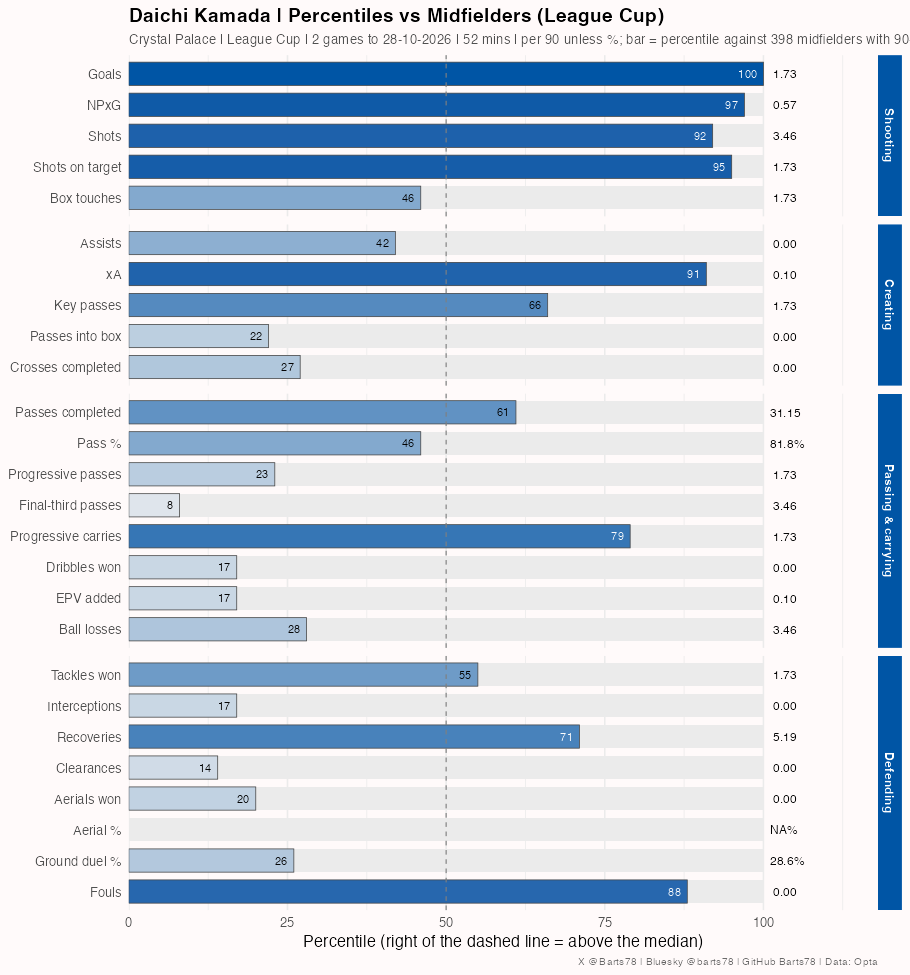 Daichi Kamada | Percentiles vs Midfielders (League Cup)
Crystal Palace | League Cup | 2 games to 28-10-2026 | 52 mins | per 90 unless %; bar = percentile against 398 midfielders with 90
Shooting
Goals 100 1.73
NPxG 97 0.57
Shots 92 3.46
Shots on target 95 1.73
Box touches 46 1.73
Creating
Assists 42 0.00
xA 91 0.10
Key passes 66 1.73
Passes into box 22 0.00
Crosses completed 27 0.00
Passing & carrying
Passes completed 61 31.15
Pass % 46 81.8%
Progressive passes 23 1.73
Final-third passes 8 3.46
Progressive carries 79 1.73
Dribbles won 17 0.00
EPV added 17 0.10
Ball losses 28 3.46
Defending
Tackles won 55 1.73
Interceptions 17 0.00
Recoveries 71 5.19
Clearances 14 0.00
Aerials won 20 0.00
Aerial % NA%
Ground duel % 26 28.6%
Fouls 88 0.00
0 25 50 75 100
Percentile (right of the dashed line = above the median)
X @Barts78 | Bluesky @barts78 | GitHub Barts78 | Data: Opta